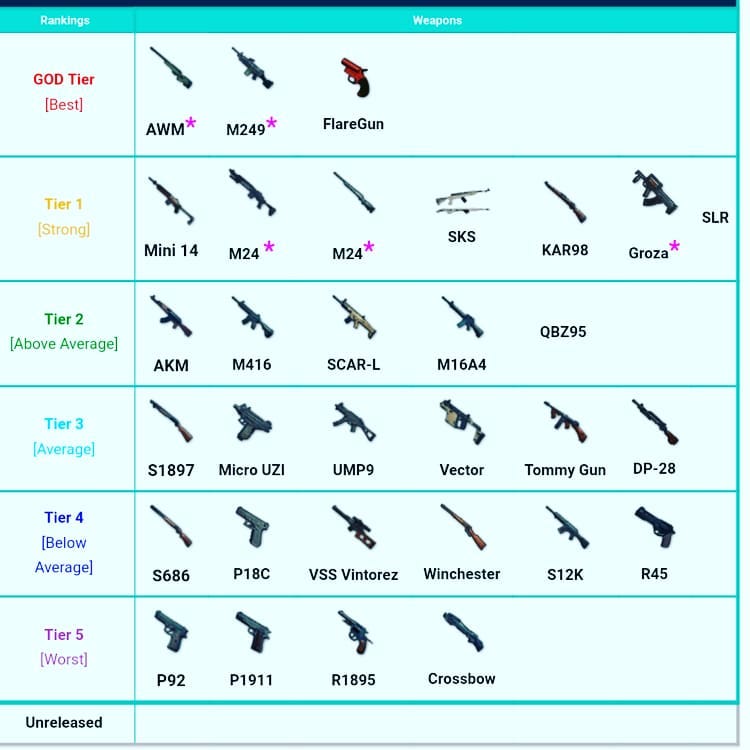 Rankings Weapons
GOD Tier
[Best]
AWM* M249* FlareGun
Tier 1
[Strong]
Mini 14 M24 * M24* SKS KAR98 Groza* SLR
Tier 2
[Above Average]
AKM M416 SCAR-L M16A4 QBZ95
Tier 3
[Average]
S1897 Micro UZI UMP9 Vector Tommy Gun DP-28
Tier 4
[Below
Average]
S686 P18C VSS Vintorez Winchester S12K R45
Tier 5
[Worst]
P92 P1911 R1895 Crossbow
Unreleased